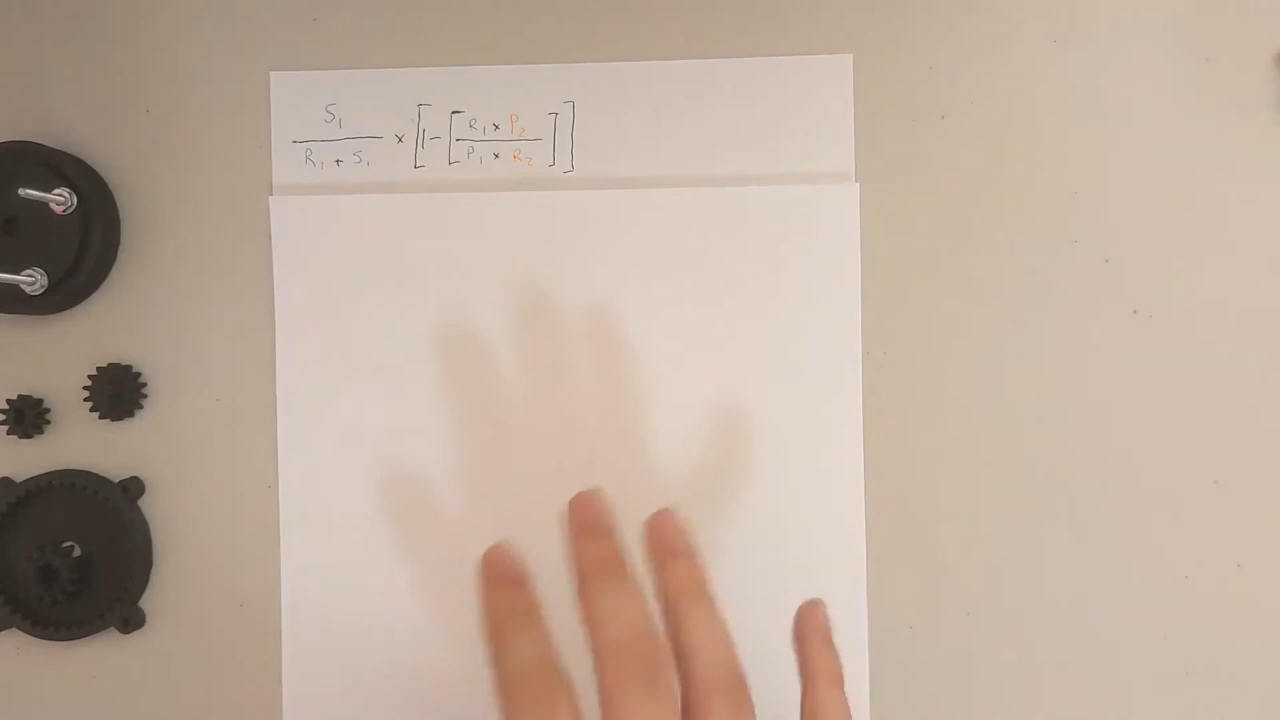 S₁
R₁ + S₁
× [1 - [
R₁ × P₂
P₁ × R₂
]]